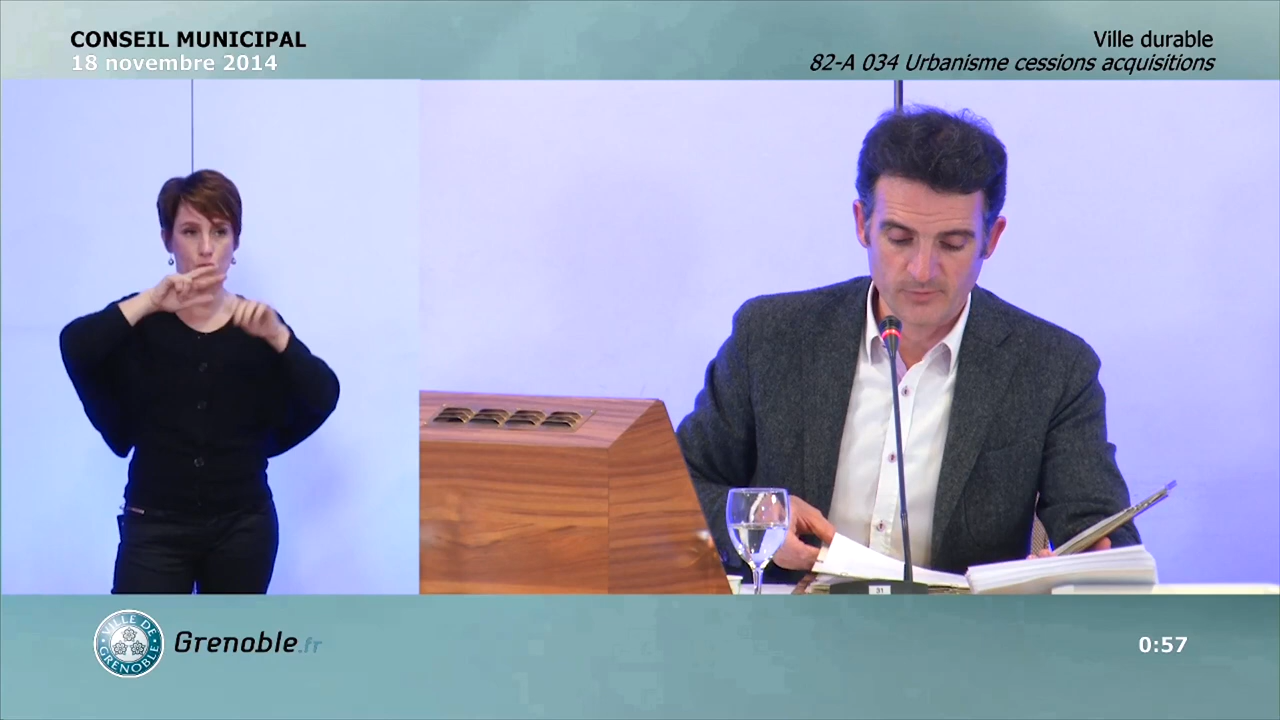 CONSEIL MUNICIPAL
18 novembre 2014
Ville durable
82-A 034 Urbanisme cessions acquisitions
31
VILLE DE
GRENOBLE
Grenoble.fr
0:57